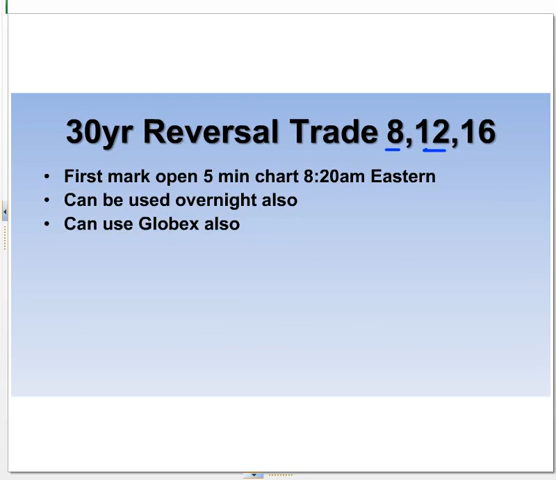 30yr Reversal Trade 8,12,16
• First mark open 5 min chart 8:20am Eastern
• Can be used overnight also
• Can use Globex also